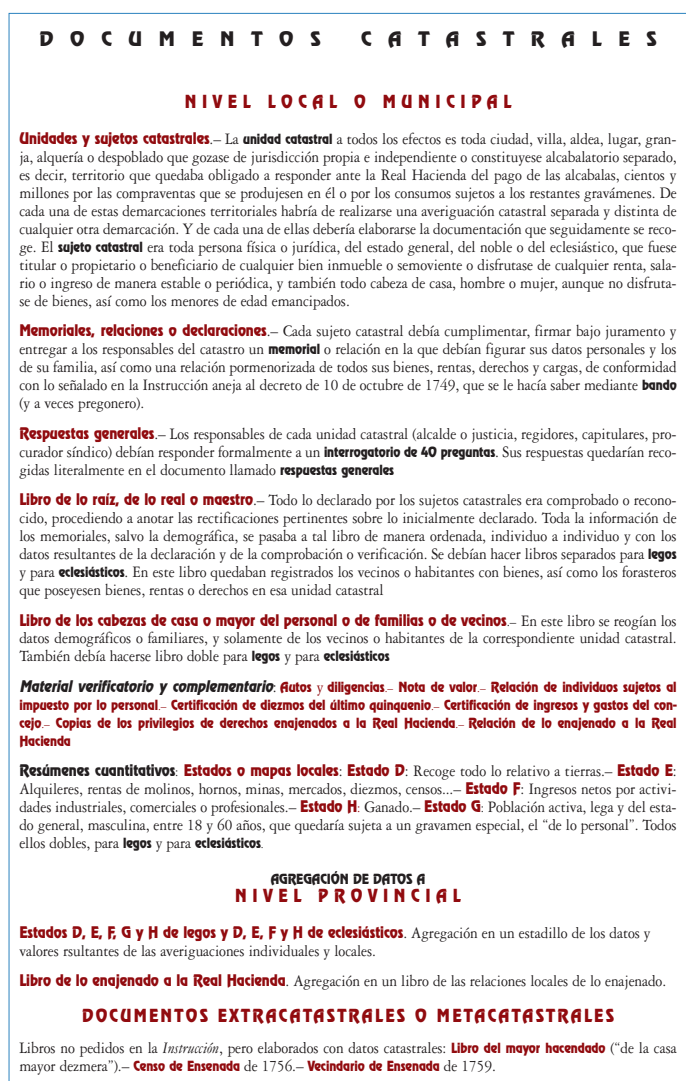 DOCUMENTOS CATASTRALES
NIVEL LOCAL O MUNICIPAL
Unidades y sujetos catastrales.– La unidad catastral a todos los efectos es toda ciudad, villa, aldea, lugar, gran-
ja, alquería o despoblado que gozase de jurisdicción propia e independiente o constituyese alcabalatorio separado,
es decir, territorio que quedaba obligado a responder ante la Real Hacienda del pago de las alcabalas, cientos y
millones por las compraventas que se produjesen en él o por los consumos sujetos a los restantes gravámenes. De
cada una de estas demarcaciones territoriales habría de realizarse una averiguación catastral separada y distinta de
cualquier otra demarcación. Y de cada una de ellas debería elaborarse la documentación que seguidamente se reco-
ge. El sujeto catastral era toda persona física o jurídica, del estado general, del noble o del eclesiástico, que fuese
titular o propietario o beneficiario de cualquier bien inmueble o semoviente o disfrutase de cualquier renta, sala-
rio o ingreso de manera estable o periódica, y también todo cabeza de casa, hombre o mujer, aunque no disfruta-
se de bienes, así como los menores de edad emancipados.
Memoriales, relaciones o declaraciones.– Cada sujeto catastral debía cumplimentar, firmar bajo juramento y
entregar a los responsables del catastro un memorial o relación en la que debían figurar sus datos personales y los
de su familia, así como una relación pormenorizada de todos sus bienes, rentas, derechos y cargas, de conformidad
con lo señalado en la Instrucción aneja al decreto de 10 de octubre de 1749, que se le hacía saber mediante bando
(y a veces pregonero).
Respuestas generales.– Los responsables de cada unidad catastral (alcalde o justicia, regidores, capitulares, pro-
curador síndico) debían responder formalmente a un interrogatorio de 40 preguntas. Sus respuestas quedarían reco-
gidas literalmente en el documento llamado respuestas generales
Libro de lo raíz, de lo real o maestro.– Todo lo declarado por los sujetos catastrales era comprobado o recono-
cido, procediendo a anotar las rectificaciones pertinentes sobre lo inicialmente declarado. Toda la información de
los memoriales, salvo la demográfica, se pasaba a tal libro de manera ordenada, individuo a individuo y con los
datos resultantes de la declaración y de la comprobación o verificación. Se debían hacer libros separados para legos
y para eclesiásticos. En este libro quedaban registrados los vecinos o habitantes con bienes, así como los forasteros
que poseyesen bienes, rentas o derechos en esa unidad catastral
Libro de los cabezas de casa o mayor del personal o de familias o de vecinos.– En este libro se reogían los
datos demográficos o familiares, y solamente de los vecinos o habitantes de la correspondiente unidad catastral.
También debía hacerse libro doble para legos y para eclesiásticos
Material verificatorio y complementario: Autos y diligencias.– Nota de valor.– Relación de individuos sujetos al
impuesto por lo personal.– Certificación de diezmos del último quinquenio.– Certificación de ingresos y gastos del con-
cejo.– Copias de los privilegios de derechos enajenados a la Real Hacienda.– Relación de lo enajenado a la Real
Hacienda
Resúmenes cuantitativos: Estados o mapas locales: Estado D: Recoge todo lo relativo a tierras.– Estado E:
Alquileres, rentas de molinos, hornos, minas, mercados, diezmos, censos...– Estado F: Ingresos netos por activi-
dades industriales, comerciales o profesionales.– Estado H: Ganado.– Estado G: Población activa, lega y del esta-
do general, masculina, entre 18 y 60 años, que quedaría sujeta a un gravamen especial, el “de lo personal”. Todos
ellos dobles, para legos y para eclesiásticos.
AGREGACIÓN DE DATOS A
NIVEL PROVINCIAL
Estados D, E, F, G y H de legos y D, E, F y H de eclesiásticos. Agregación en un estadillo de los datos y
valores rsultantes de las averiguaciones individuales y locales.
Libro de lo enajenado a la Real Hacienda. Agregación en un libro de las relaciones locales de lo enajenado.
DOCUMENTOS EXTRACATASTRALES O METACATASTRALES
Libros no pedidos en la Instrucción, pero elaborados con datos catastrales: Libro del mayor hacendado (“de la casa
mayor dezmera”).– Censo de Ensenada de 1756.– Vecindario de Ensenada de 1759.